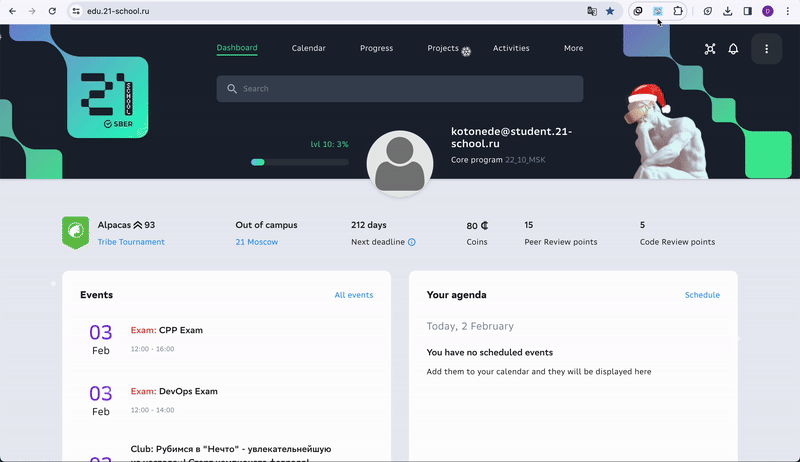 edu.21-school.ru
D
Dashboard
Calendar
Progress
Projects
Activities
More
Search
21
SCHOOL
SBER
lvl 10: 3%
kotonede@student.21-
school.ru
Core program 22_10_MSK
Alpacas 93
Tribe Tournament
Out of campus
21 Moscow
212 days
Next deadline
80
Coins
15
Peer Review points
5
Code Review points
Events
All events
03
Feb
Exam: CPP Exam
12:00 - 16:00
03
Feb
Exam: DevOps Exam
12:00 - 14:00
Club: Рубимся в "Нечто" - увлекательнейшую
Your agenda
Schedule
Today, 2 February
You have no scheduled events
Add them to your calendar and they will be displayed here